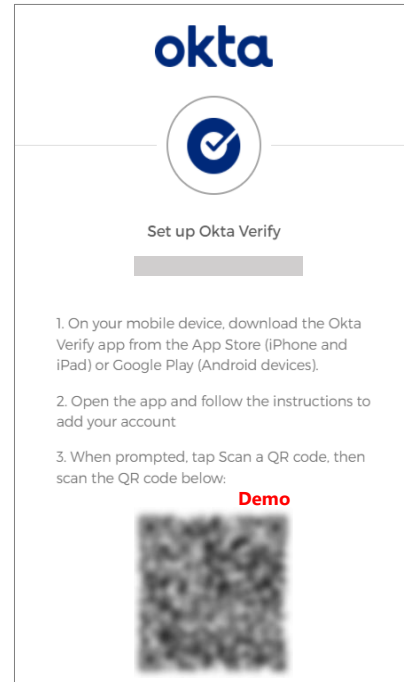 okta
Set up Okta Verify
1. On your mobile device, download the Okta
Verify app from the App Store (iPhone and
iPad) or Google Play (Android devices).
2. Open the app and follow the instructions to
add your account
3. When prompted, tap Scan a QR code, then
scan the QR code below:
Demo